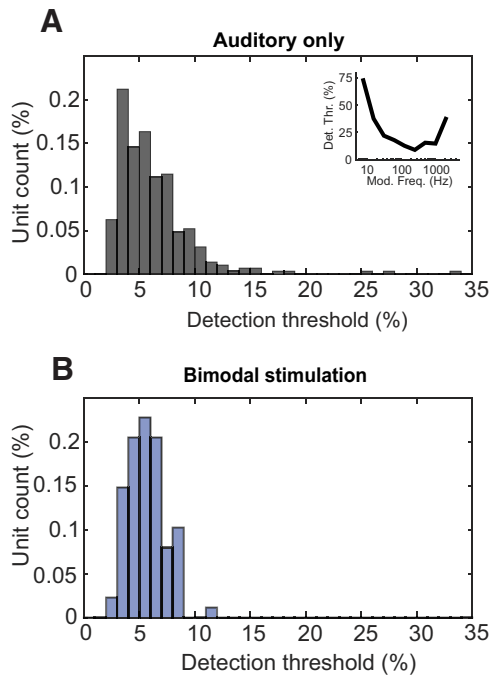 A
Auditory only
Unit count (%)
0.2
0.15
0.1
0.05
0
0 5 10 15 20 25 30 35
Detection threshold (%)
Det. Thr. (%)
75
50
25
0
10 100 1000
Mod. Freq. (Hz)
B
Bimodal stimulation
Unit count (%)
0.2
0.15
0.1
0.05
0
0 5 10 15 20 25 30 35
Detection threshold (%)